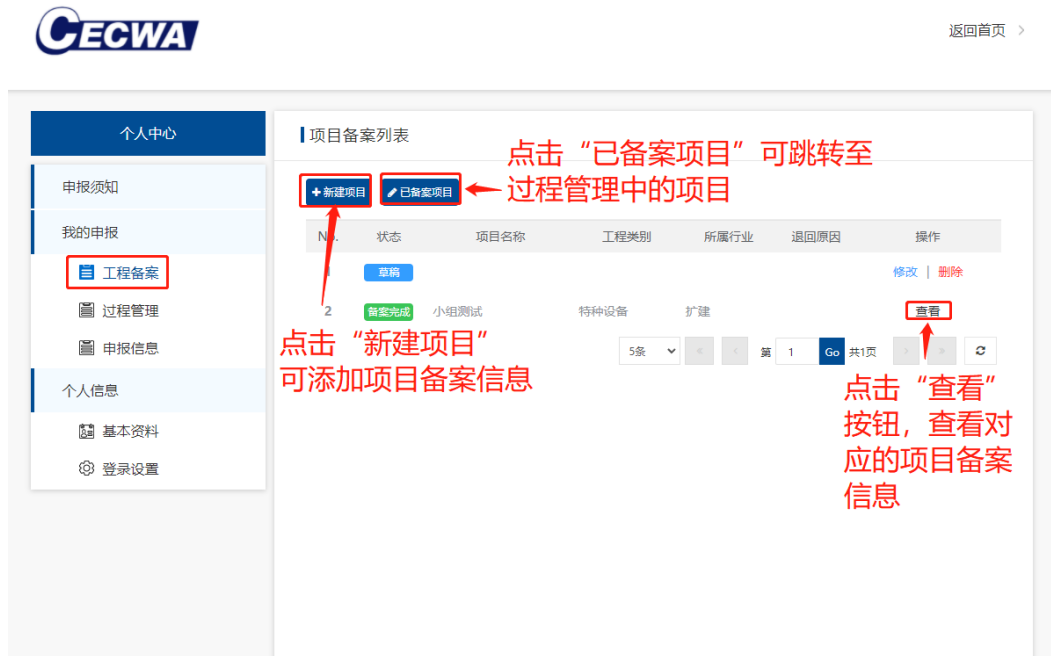 CECWA
返回首页 >
个人中心
申报须知
我的申报
工程备案
过程管理
申报信息
个人信息
基本资料
登录设置
项目备案列表
点击“已备案项目”可跳转至
过程管理中的项目
+新建项目 已备案项目
No. 状态 项目名称 工程类别 所属行业 退回原因 操作
1 草稿 修改 | 删除
2 备案完成 小组测试 特种设备 扩建 查看
5条 « < 第 1 Go 共1页 > »
点击“新建项目”
可添加项目备案信息
点击“查看”
按钮，查看对
应的项目备案
信息